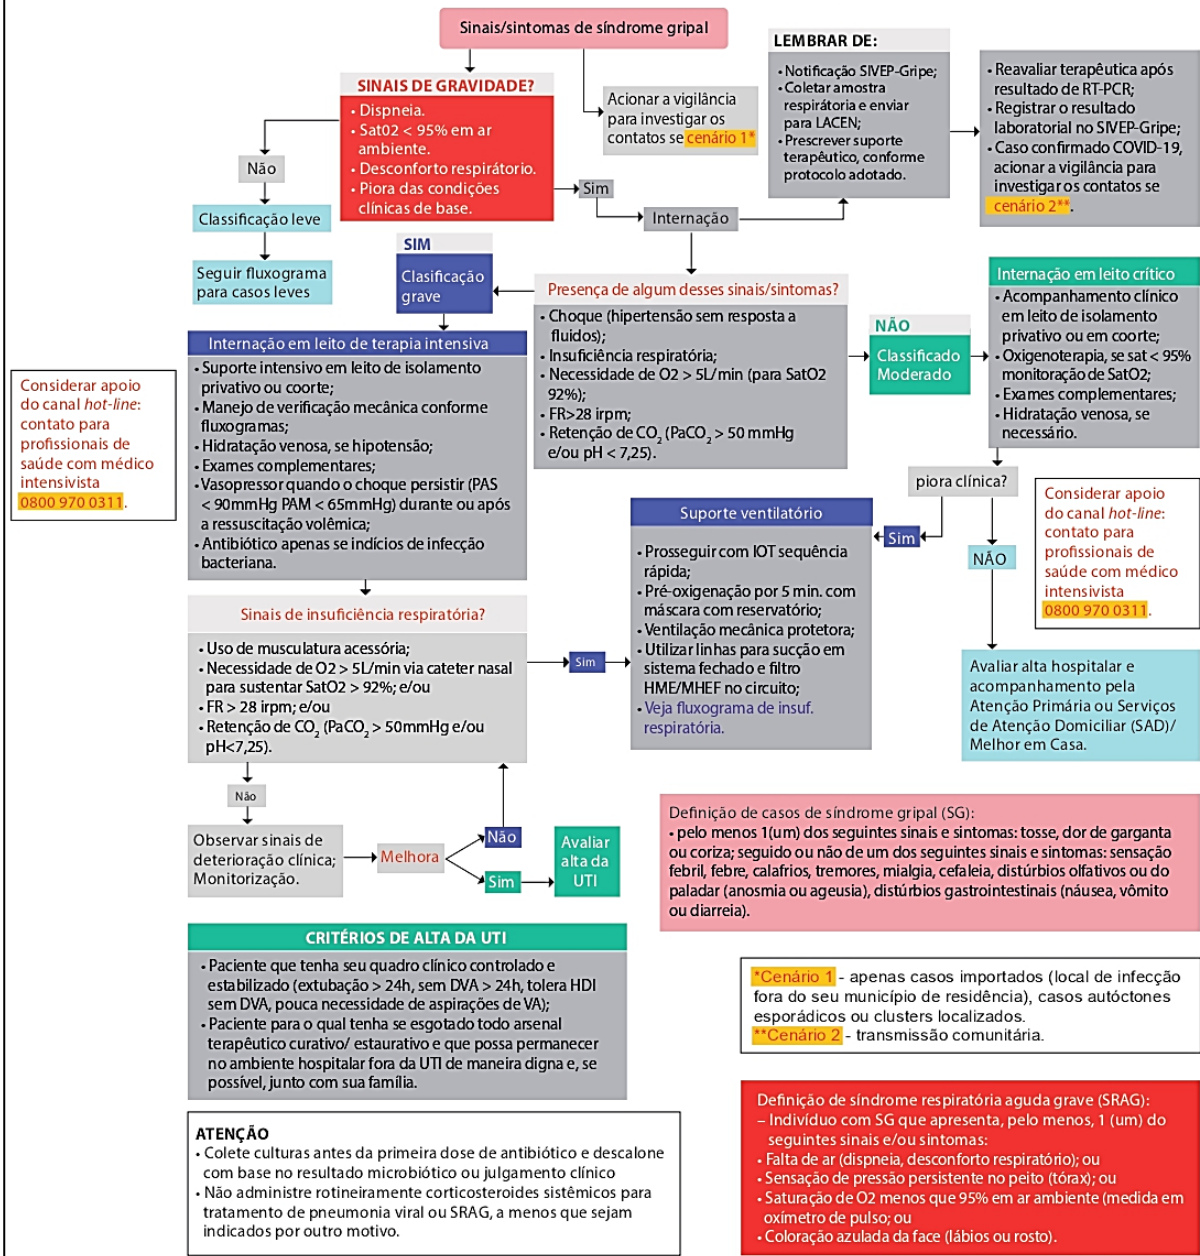 Sinais/sintomas de síndrome gripal
SINAIS DE GRAVIDADE?
• Dispneia.
• Sat02 < 95% em ar
ambiente.
• Desconforto respirátorio.
• Piora das condições
clínicas de base.
Acionar a vigilância
para investigar os
contatos se cenário 1*
LEMBRAR DE:
• Notificação SIVEP-Gripe;
• Coletar amostra
respirátoria e enviar
para LACEN;
• Prescrever suporte
terapêutico, conforme
protocolo adotado.
• Reavaliar terapêutica após
resultado de RT-PCR;
• Registrar o resultado
laboratorial no SIVEP-Gripe;
• Caso confirmado COVID-19,
acionar a vigilância para
investigar os contatos se
cenário 2**.
Não
Sim
Internação
Classificação leve
Seguir fluxograma
para casos leves
SIM
Clasificação
grave
Presença de algum desses sinais/sintomas?
• Choque (hipertensão sem resposta a
fluidos);
• Insuficiência respiratória;
• Necessidade de O2 > 5L/min (para SatO2
92%);
• FR>28 irpm;
• Retenção de CO₂ (PaCO₂ > 50 mmHg
e/ou pH < 7,25).
NÃO
Classificado
Moderado
Internação em leito crítico
• Acompanhamento clínico
em leito de isolamento
privativo ou em coorte;
• Oxigenoterapia, se sat < 95%
monitoração de SatO2;
• Exames complementares;
• Hidratação venosa, se
necessário.
Internação em leito de terapia intensiva
• Suporte intensivo em leito de isolamento
privativo ou coorte;
• Manejo de verificação mecânica conforme
fluxogramas;
• Hidratação venosa, se hipotensão;
• Exames complementares;
• Vasopressor quando o choque persistir (PAS
< 90mmHg PAM < 65mmHg) durante ou após
a ressuscitação volêmica;
• Antibiótico apenas se indícios de infecção
bacteriana.
Considerar apoio
do canal hot-line:
contato para
profissionais de
saúde com médico
intensivista
0800 970 0311.
piora clínica?
Sim
NÃO
Considerar apoio
do canal hot-line:
contato para
profissionais de
saúde com médico
intensivista
0800 970 0311.
Suporte ventilatório
• Prosseguir com IOT sequência
rápida;
• Pré-oxigenação por 5 min. com
máscara com reservatório;
• Ventilação mecânica protetora;
• Utilizar linhas para sucção em
sistema fechado e filtro
HME/MHEF no circuito;
• Veja fluxograma de insuf.
respiratória.
Sinais de insuficiência respiratória?
• Uso de musculatura acessória;
• Necessidade de O2 > 5L/min via cateter nasal
para sustentar SatO2 > 92%; e/ou
• FR > 28 irpm; e/ou
• Retenção de CO₂ (PaCO₂ > 50mmHg e/ou
pH<7,25).
Sim
Avaliar alta hospitalar e
acompanhamento pela
Atenção Primária ou Serviços
de Atenção Domiciliar (SAD)/
Melhor em Casa.
Não
Observar sinais de
deterioração clínica;
Monitorização.
Melhora
Não
Sim
Avaliar
alta da
UTI
Definição de casos de síndrome gripal (SG):
• pelo menos 1(um) dos seguintes sinais e sintomas: tosse, dor de garganta
ou coriza; seguido ou não de um dos seguintes sinais e sintomas: sensação
febril, febre, calafrios, tremores, mialgia, cefaleia, distúrbios olfativos ou do
paladar (anosmia ou ageusia), distúrbios gastrointestinais (náusea, vômito
ou diarreia).
CRITÉRIOS DE ALTA DA UTI
• Paciente que tenha seu quadro clínico controlado e
estabilizado (extubação > 24h, sem DVA > 24h, tolera HDI
sem DVA, pouca necessidade de aspirações de VA);
• Paciente para o qual tenha se esgotado todo arsenal
terapêutico curativo/ estaurativo e que possa permanecer
no ambiente hospitalar fora da UTI de maneira digna e, se
possível, junto com sua família.
*Cenário 1 - apenas casos importados (local de infecção
fora do seu município de residência), casos autóctones
esporádicos ou clusters localizados.
**Cenário 2 - transmissão comunitária.
ATENÇÃO
• Colete culturas antes da primeira dose de antibiótico e descalone
com base no resultado microbiótico ou julgamento clínico
• Não administre rotineiramente corticosteroides sistêmicos para
tratamento de pneumonia viral ou SRAG, a menos que sejam
indicados por outro motivo.
Definição de síndrome respiratória aguda grave (SRAG):
– Indivíduo com SG que apresenta, pelo menos, 1 (um) do
seguintes sinais e/ou sintomas:
• Falta de ar (dispneia, desconforto respiratório); ou
• Sensação de pressão persistente no peito (tórax); ou
• Saturação de O2 menos que 95% em ar ambiente (medida em
oxímetro de pulso; ou
• Coloração azulada da face (lábios ou rosto).